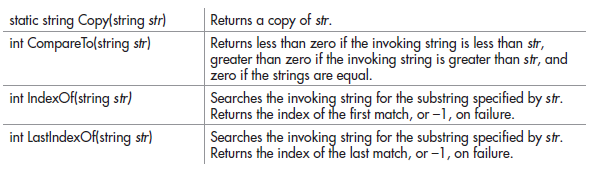 static string Copy(string str) Returns a copy of str.
int CompareTo(string str) Returns less than zero if the invoking string is less than str,
greater than zero if the invoking string is greater than str, and
zero if the strings are equal.
int IndexOf(string str) Searches the invoking string for the substring specified by str.
Returns the index of the first match, or –1, on failure.
int LastIndexOf(string str) Searches the invoking string for the substring specified by str.
Returns the index of the last match, or –1, on failure.